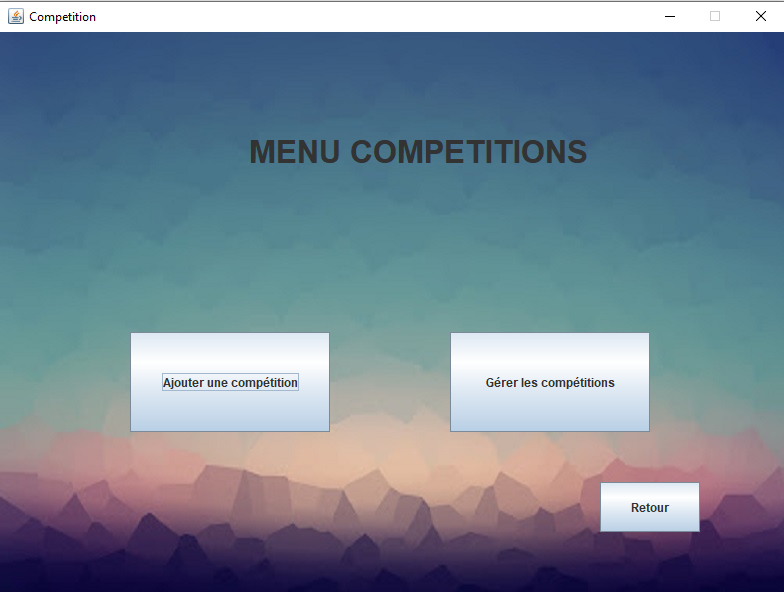 Competition
MENU COMPETITIONS
Ajouter une compétition
Gérer les compétitions
Retour